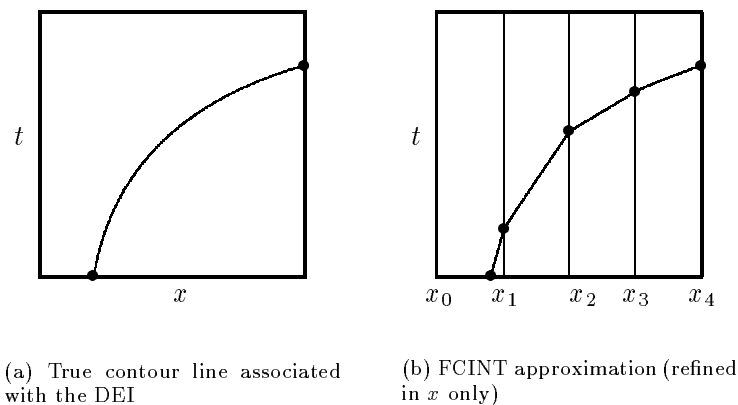 t
x
(a) True contour line associated
with the DEI
t
x0 x1 x2 x3 x4
(b) FCINT approximation (refined
in x only)